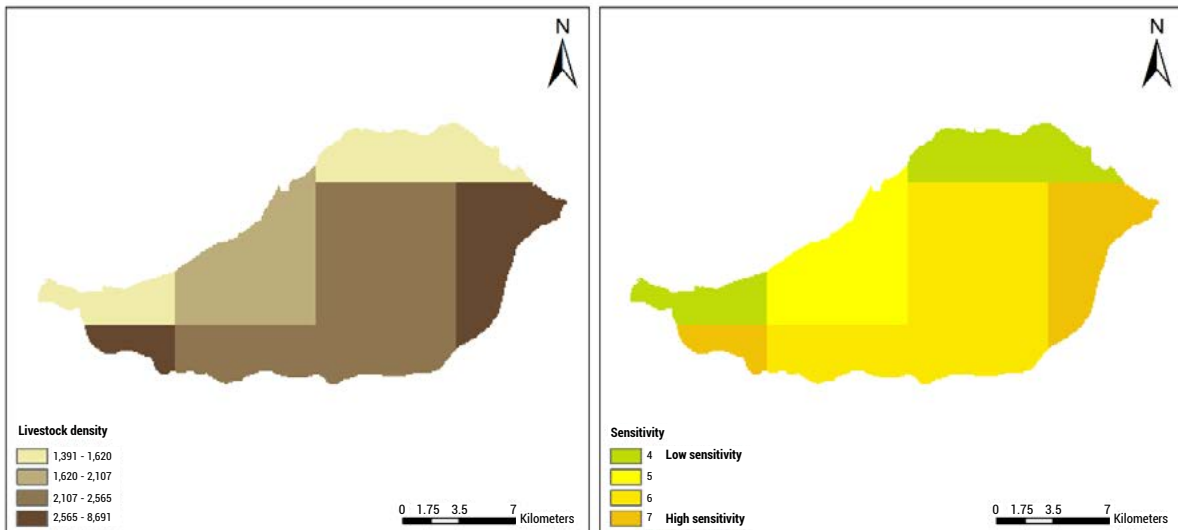 N
Livestock density
1,391 - 1,620
1,620 - 2,107
2,107 - 2,565
2,565 - 8,691
0 1.75 3.5 7
Kilometers
N
Sensitivity
4 Low sensitivity
5
6
7 High sensitivity
0 1.75 3.5 7
Kilometers